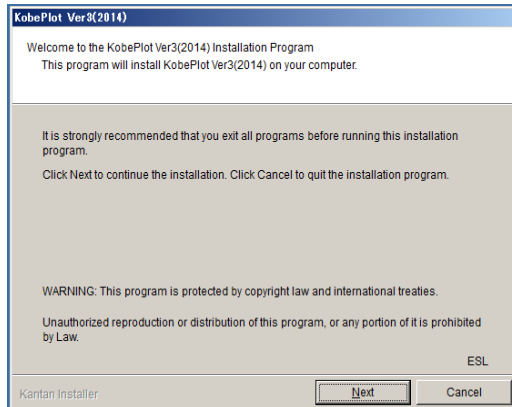 KobePlot Ver3(2014)
Welcome to the KobePlot Ver3(2014) Installation Program
This program will install KobePlot Ver3(2014) on your computer.
It is strongly recommended that you exit all programs before running this installation
program.
Click Next to continue the installation. Click Cancel to quit the installation program.
WARNING: This program is protected by copyright law and international treaties.
Unauthorized reproduction or distribution of this program, or any portion of it is prohibited
by Law.
ESL
Kantan Installer
Next
Cancel